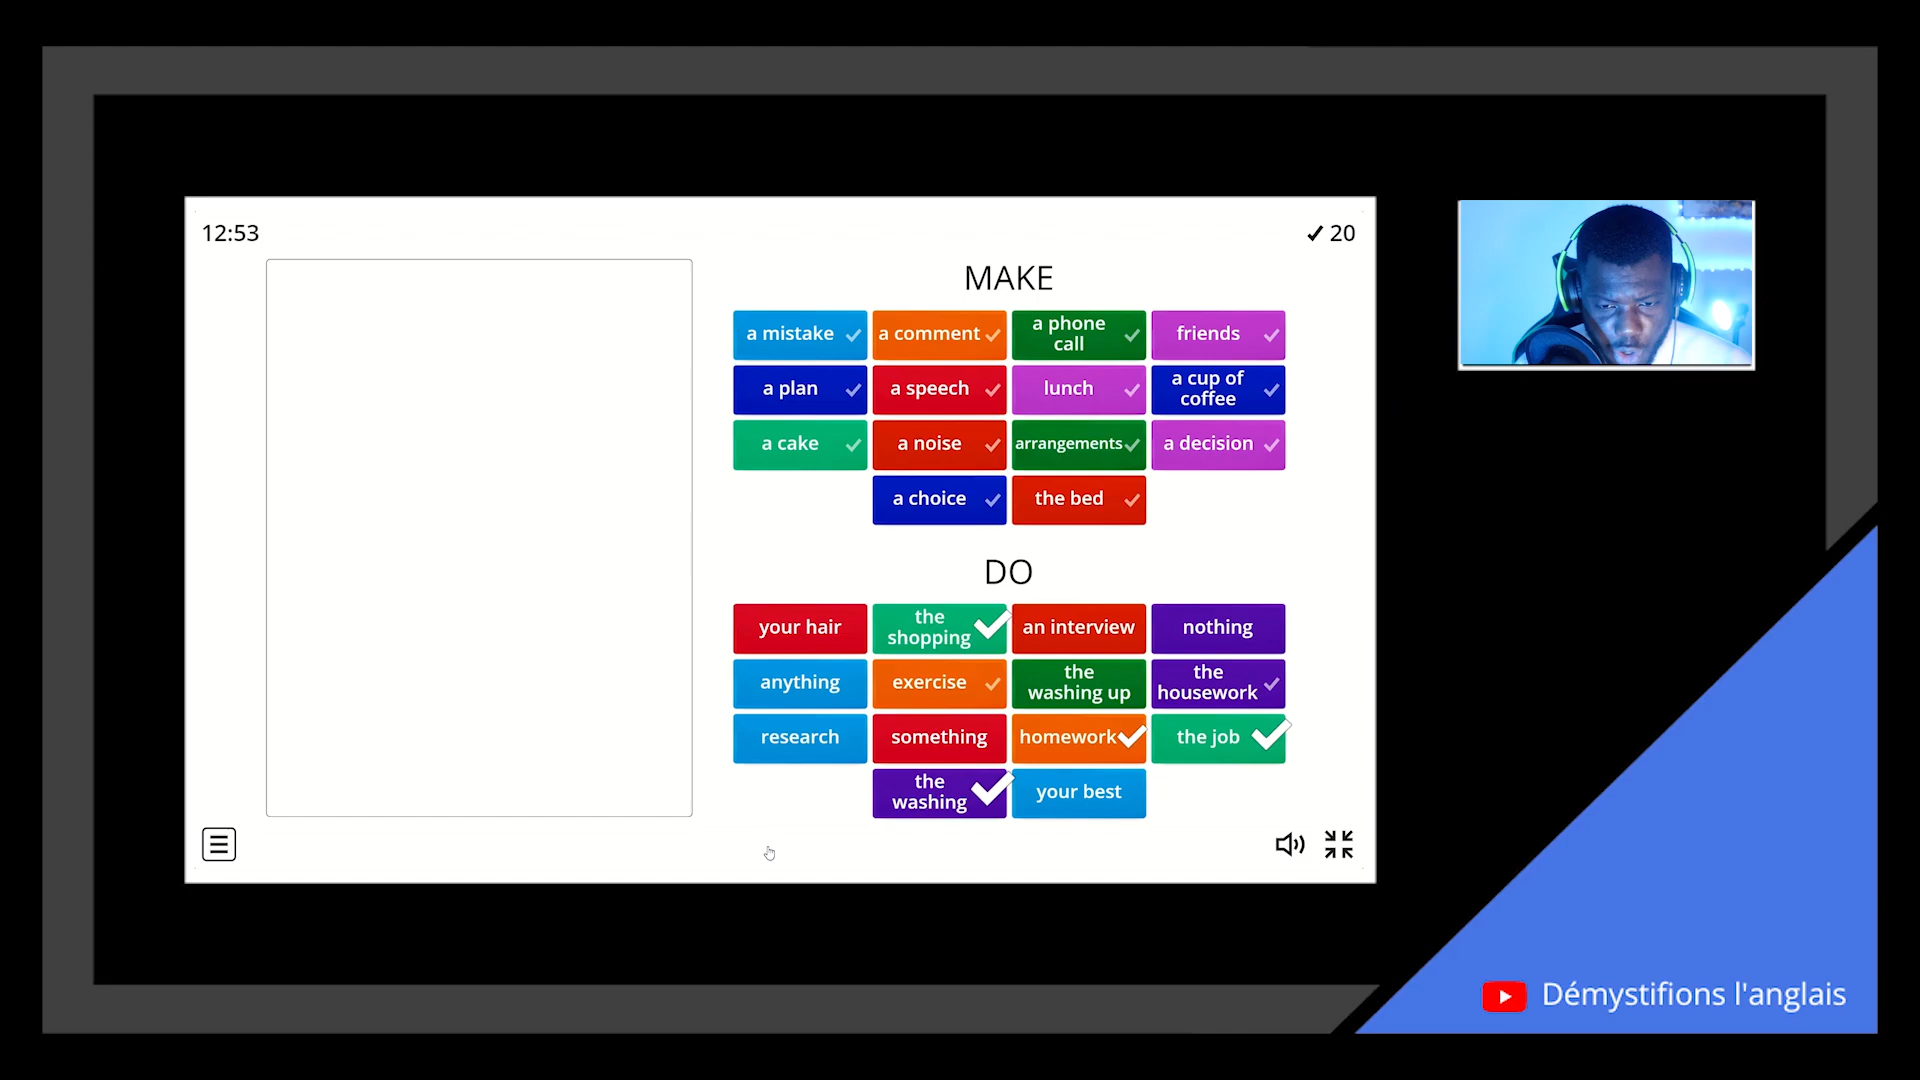 12:53
20
MAKE
a mistake
a comment
a phone
call
friends
a plan
a speech
lunch
a cup of
coffee
a cake
a noise
arrangements
a decision
a choice
the bed
DO
your hair
the
shopping
an interview
nothing
anything
exercise
the
washing up
the
housework
research
something
homework
the job
the
washing
your best
Démystifions l'anglais